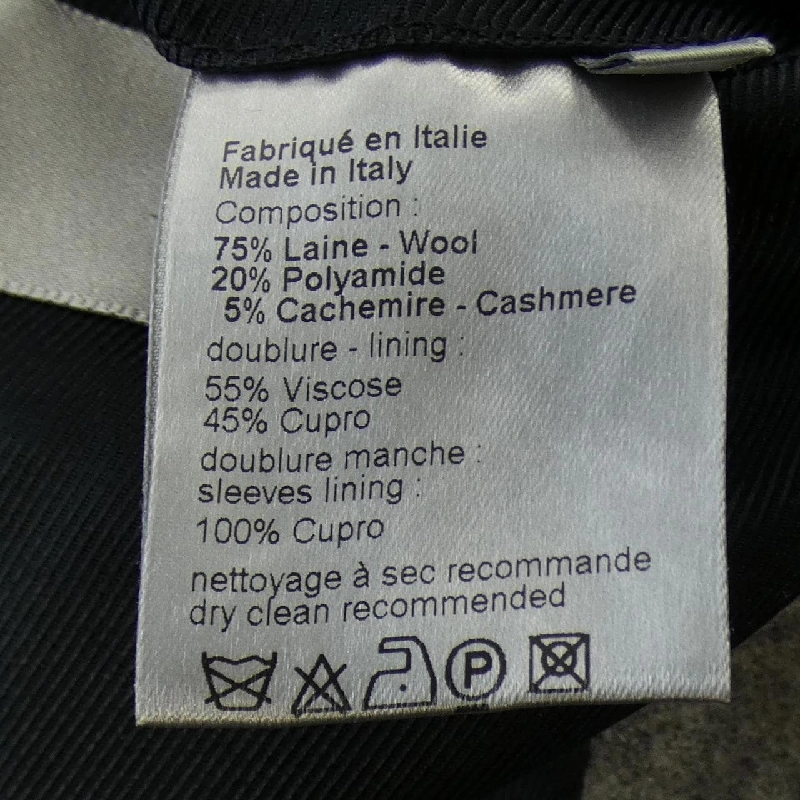 Fabriqué en Italie
Made in Italy
Composition :
75% Laine - Wool
20% Polyamide
5% Cachemire - Cashmere
doublure - lining :
55% Viscose
45% Cupro
doublure manche :
sleeves lining :
100% Cupro
nettoyage à sec recommande
dry clean recommended
P